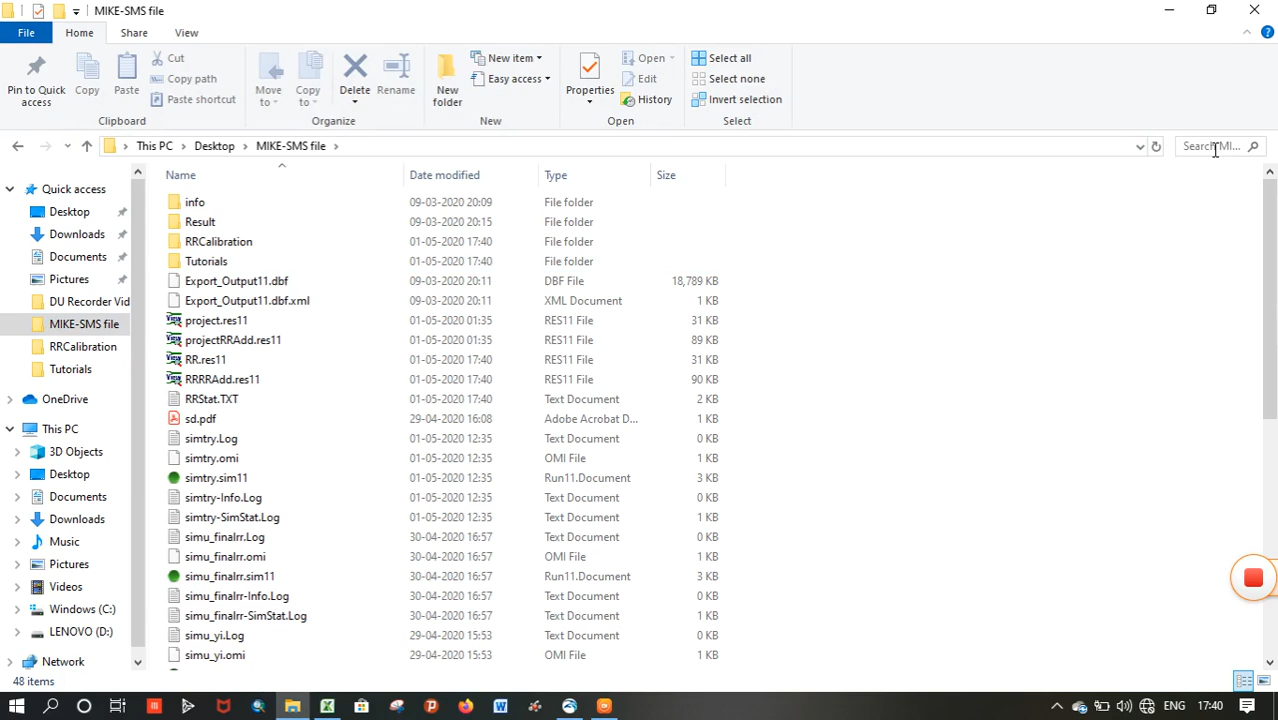 MIKE-SMS file
File Home Share View
Pin to Quick access
Copy
Paste
Cut
Copy path
Paste shortcut
Clipboard
Move to
Copy to
Delete
Rename
Organize
New folder
New item
Easy access
New
Properties
Open
Edit
History
Open
Select all
Select none
Invert selection
Select
This PC > Desktop > MIKE-SMS file >
Search MI...
Quick access
Desktop
Downloads
Documents
Pictures
DU Recorder Vid
MIKE-SMS file
RRCalibration
Tutorials
OneDrive
This PC
3D Objects
Desktop
Documents
Downloads
Music
Pictures
Videos
Windows (C:)
LENOVO (D:)
Network
Name Date modified Type Size
info 09-03-2020 20:09 File folder
Result 09-03-2020 20:15 File folder
RRCalibration 01-05-2020 17:40 File folder
Tutorials 01-05-2020 17:40 File folder
Export_Output11.dbf 09-03-2020 20:11 DBF File 18,789 KB
Export_Output11.dbf.xml 09-03-2020 20:11 XML Document 1 KB
project.res11 01-05-2020 01:35 RES11 File 31 KB
projectRRAdd.res11 01-05-2020 01:35 RES11 File 89 KB
RR.res11 01-05-2020 17:40 RES11 File 31 KB
RRRRAdd.res11 01-05-2020 17:40 RES11 File 90 KB
RRStat.TXT 01-05-2020 17:40 Text Document 2 KB
sd.pdf 29-04-2020 16:08 Adobe Acrobat D... 1 KB
simtry.Log 01-05-2020 12:35 Text Document 0 KB
simtry.omi 01-05-2020 12:35 OMI File 1 KB
simtry.sim11 01-05-2020 12:35 Run11.Document 3 KB
simtry-Info.Log 01-05-2020 12:35 Text Document 0 KB
simtry-SimStat.Log 01-05-2020 12:35 Text Document 1 KB
simu_finalrr.Log 30-04-2020 16:57 Text Document 0 KB
simu_finalrr.omi 30-04-2020 16:57 OMI File 1 KB
simu_finalrr.sim11 30-04-2020 16:57 Run11.Document 3 KB
simu_finalrr-Info.Log 30-04-2020 16:57 Text Document 0 KB
simu_finalrr-SimStat.Log 30-04-2020 16:57 Text Document 1 KB
simu_yi.Log 29-04-2020 15:53 Text Document 0 KB
simu_yi.omi 29-04-2020 15:53 OMI File 1 KB
48 items
ENG 17:40